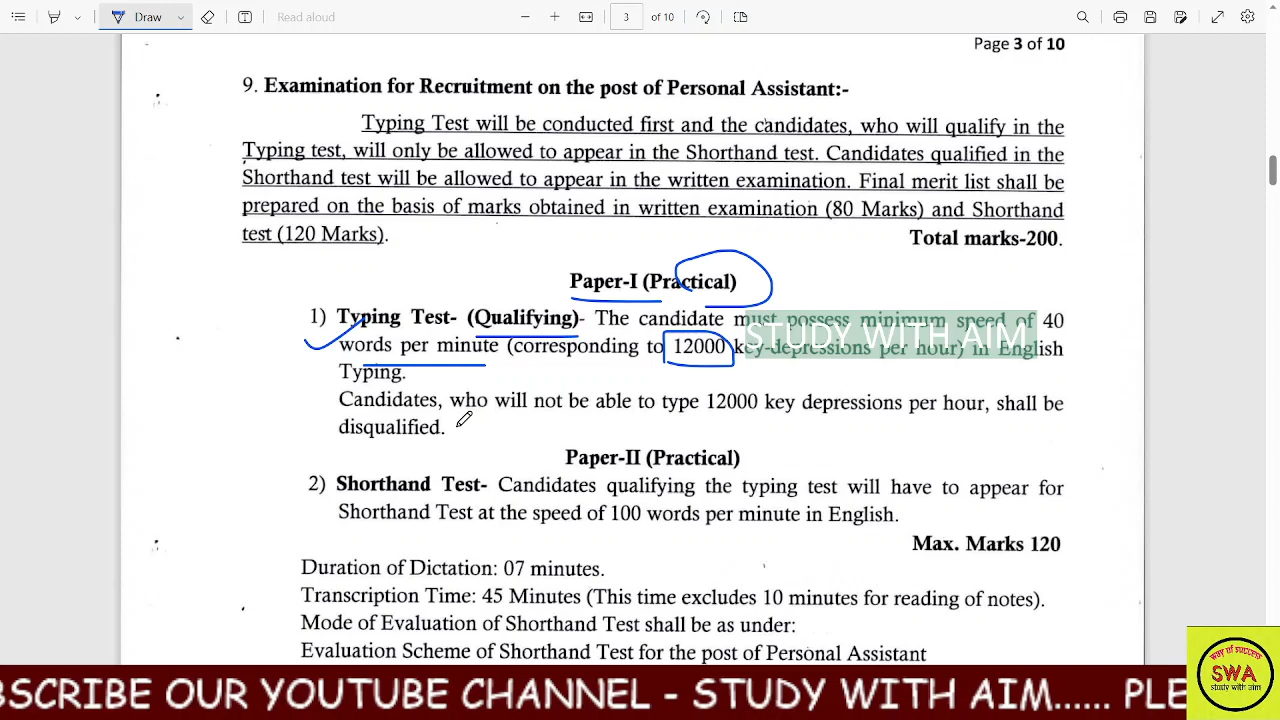 Draw
Read aloud
3
of 10
Page 3 of 10
9. Examination for Recruitment on the post of Personal Assistant:-
Typing Test will be conducted first and the candidates, who will qualify in the
Typing test, will only be allowed to appear in the Shorthand test. Candidates qualified in the
Shorthand test will be allowed to appear in the written examination. Final merit list shall be
prepared on the basis of marks obtained in written examination (80 Marks) and Shorthand
test (120 Marks).
Total marks-200.
Paper-I (Practical)
1) Typing Test- (Qualifying)- The candidate must possess minimum speed of 40
words per minute (corresponding to 12000 key-depressions per hour) in English
Typing.
STUDY WITH AIM
Candidates, who will not be able to type 12000 key depressions per hour, shall be
disqualified.
Paper-II (Practical)
2) Shorthand Test- Candidates qualifying the typing test will have to appear for
Shorthand Test at the speed of 100 words per minute in English.
Max. Marks 120
Duration of Dictation: 07 minutes.
Transcription Time: 45 Minutes (This time excludes 10 minutes for reading of notes).
Mode of Evaluation of Shorthand Test shall be as under:
Evaluation Scheme of Shorthand Test for the post of Personal Assistant
BSCRIBE OUR YOUTUBE CHANNEL - STUDY WITH AIM...... PLE
way of success
SWA
study with aim